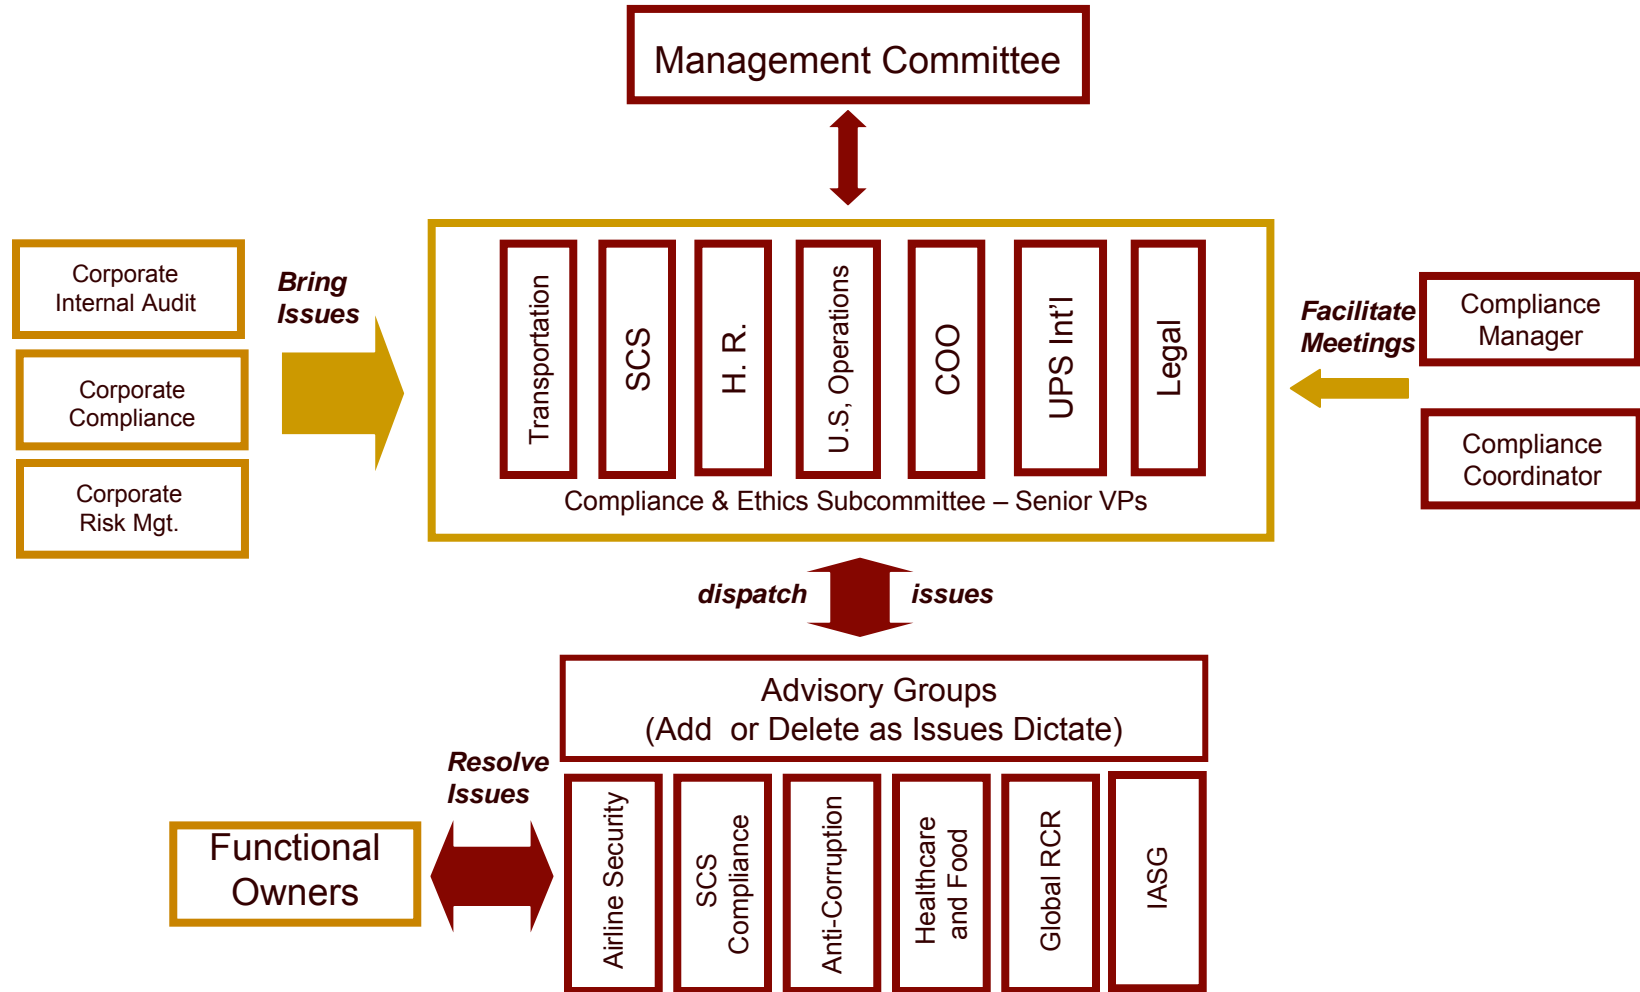 Management Committee
Corporate
Internal Audit
Corporate
Compliance
Corporate
Risk Mgt.
Bring
Issues
Transportation
SCS
H. R.
U.S, Operations
COO
UPS Int'l
Legal
Compliance & Ethics Subcommittee – Senior VPs
Facilitate
Meetings
Compliance
Manager
Compliance
Coordinator
dispatch issues
Advisory Groups
(Add  or Delete as Issues Dictate)
Resolve
Issues
Functional
Owners
Airline Security
SCS
Compliance
Anti-Corruption
Healthcare
and Food
Global RCR
IASG